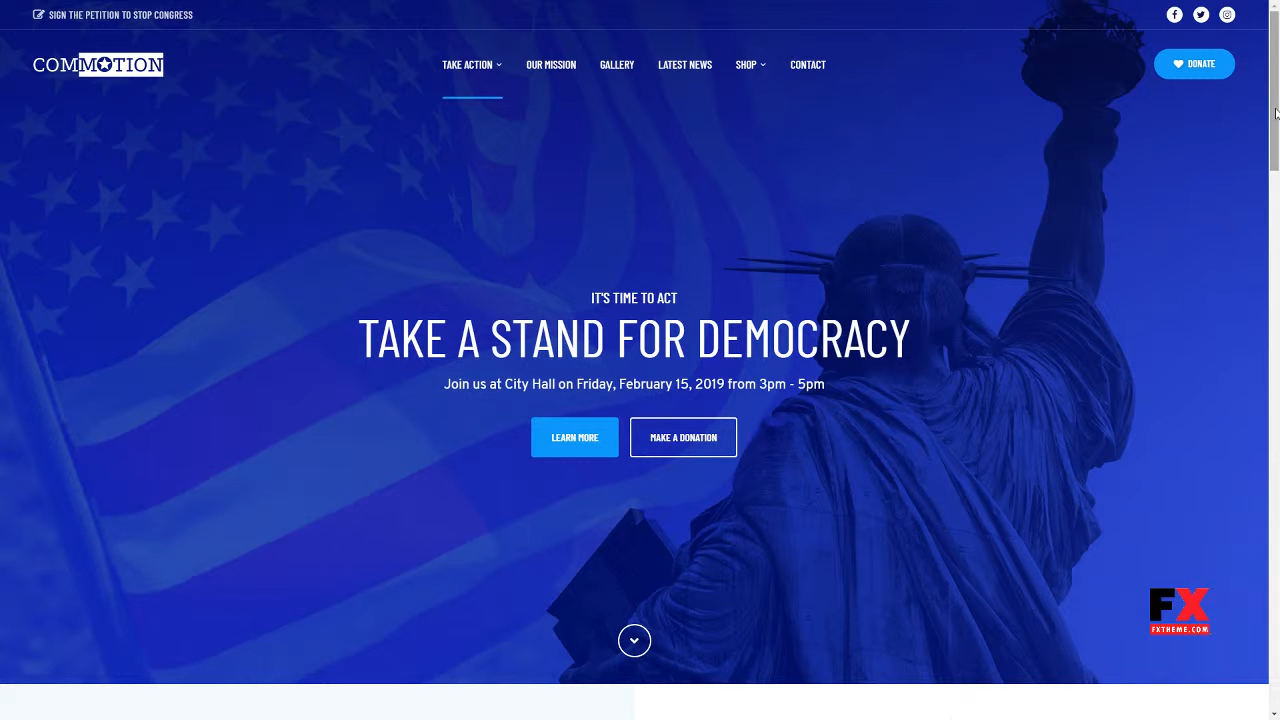 SIGN THE PETITION TO STOP CONGRESS
COMMOTION
TAKE ACTION
OUR MISSION
GALLERY
LATEST NEWS
SHOP
CONTACT
DONATE
IT'S TIME TO ACT
TAKE A STAND FOR DEMOCRACY
Join us at City Hall on Friday, February 15, 2019 from 3pm - 5pm
LEARN MORE
MAKE A DONATION
FX
FXTHEME.COM